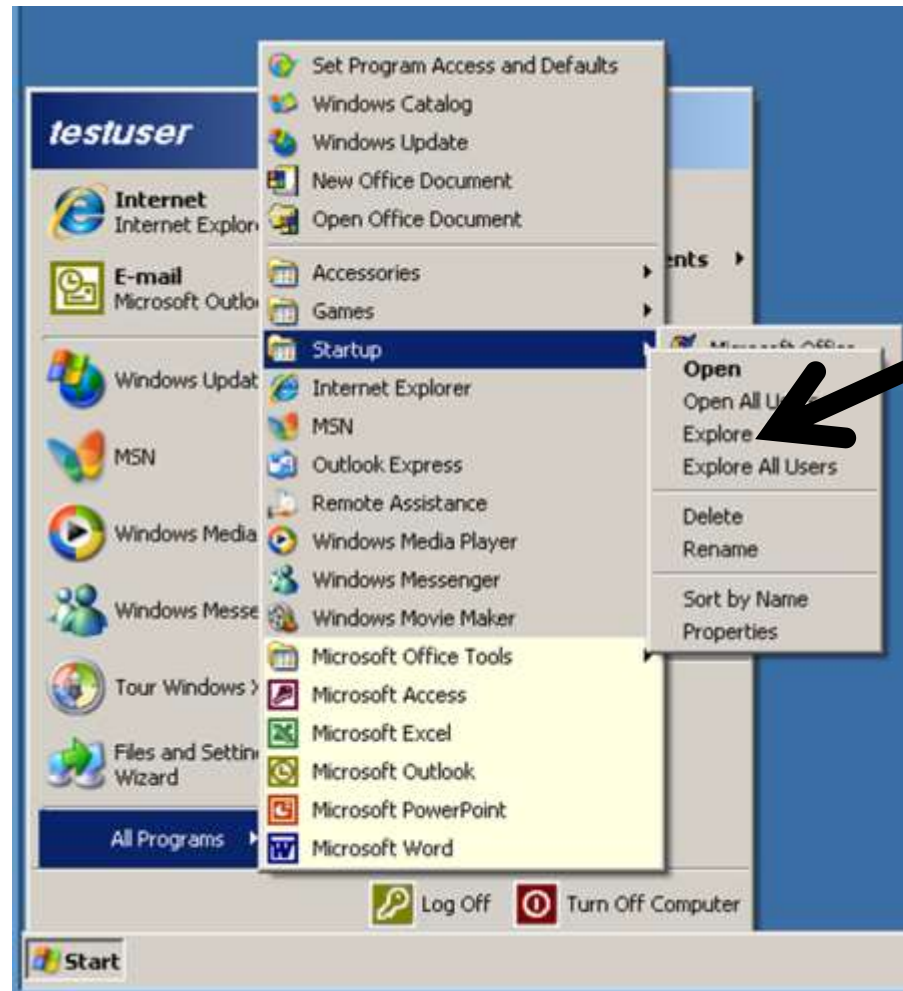 testuser
Internet
Internet Explor
E-mail
Microsoft Outlo
Windows Updat
MSN
Windows Media
Windows Messe
Tour Windows X
Files and Settin
Wizard
All Programs
Set Program Access and Defaults
Windows Catalog
Windows Update
New Office Document
Open Office Document
Accessories
Games
Startup
Internet Explorer
MSN
Outlook Express
Remote Assistance
Windows Media Player
Windows Messenger
Windows Movie Maker
Microsoft Office Tools
Microsoft Access
Microsoft Excel
Microsoft Outlook
Microsoft PowerPoint
Microsoft Word
ents
Microsoft Office
Open
Open All Users
Explore
Explore All Users
Delete
Rename
Sort by Name
Properties
Log Off
Turn Off Computer
Start